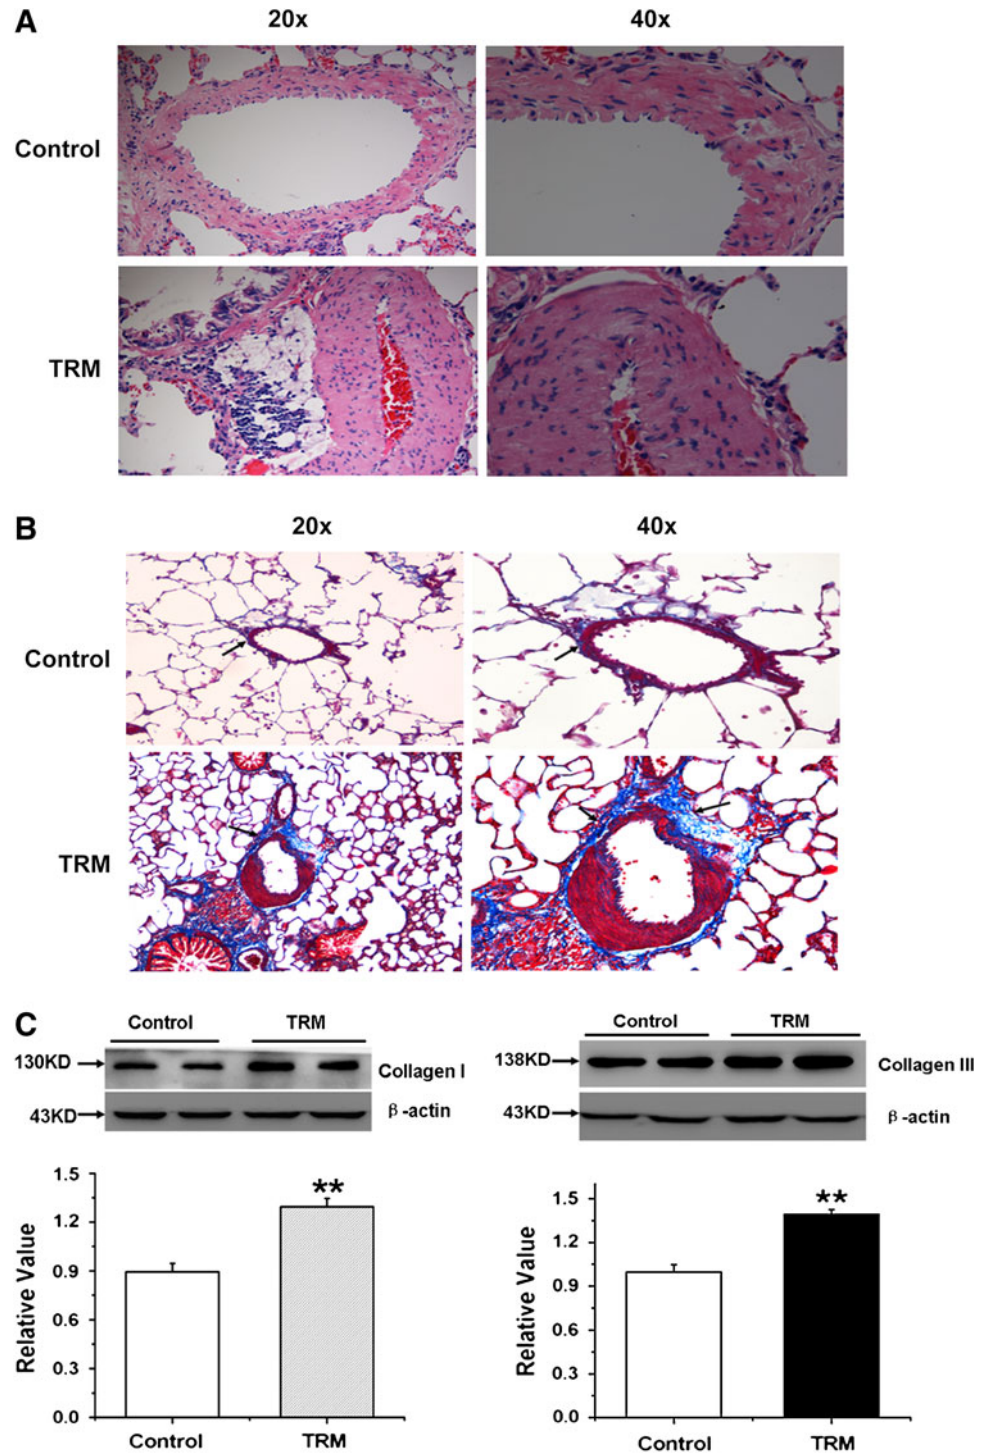 A
20x 40x
Control
TRM
B
20x 40x
Control
TRM
C
Control TRM
130KD Collagen I
43KD β-actin
Control TRM
138KD Collagen III
43KD β-actin
**
1.5
1.2
0.9
0.6
0.3
0.0
Relative Value
Control TRM
**
1.5
1.2
0.9
0.6
0.3
0.0
Relative Value
Control TRM